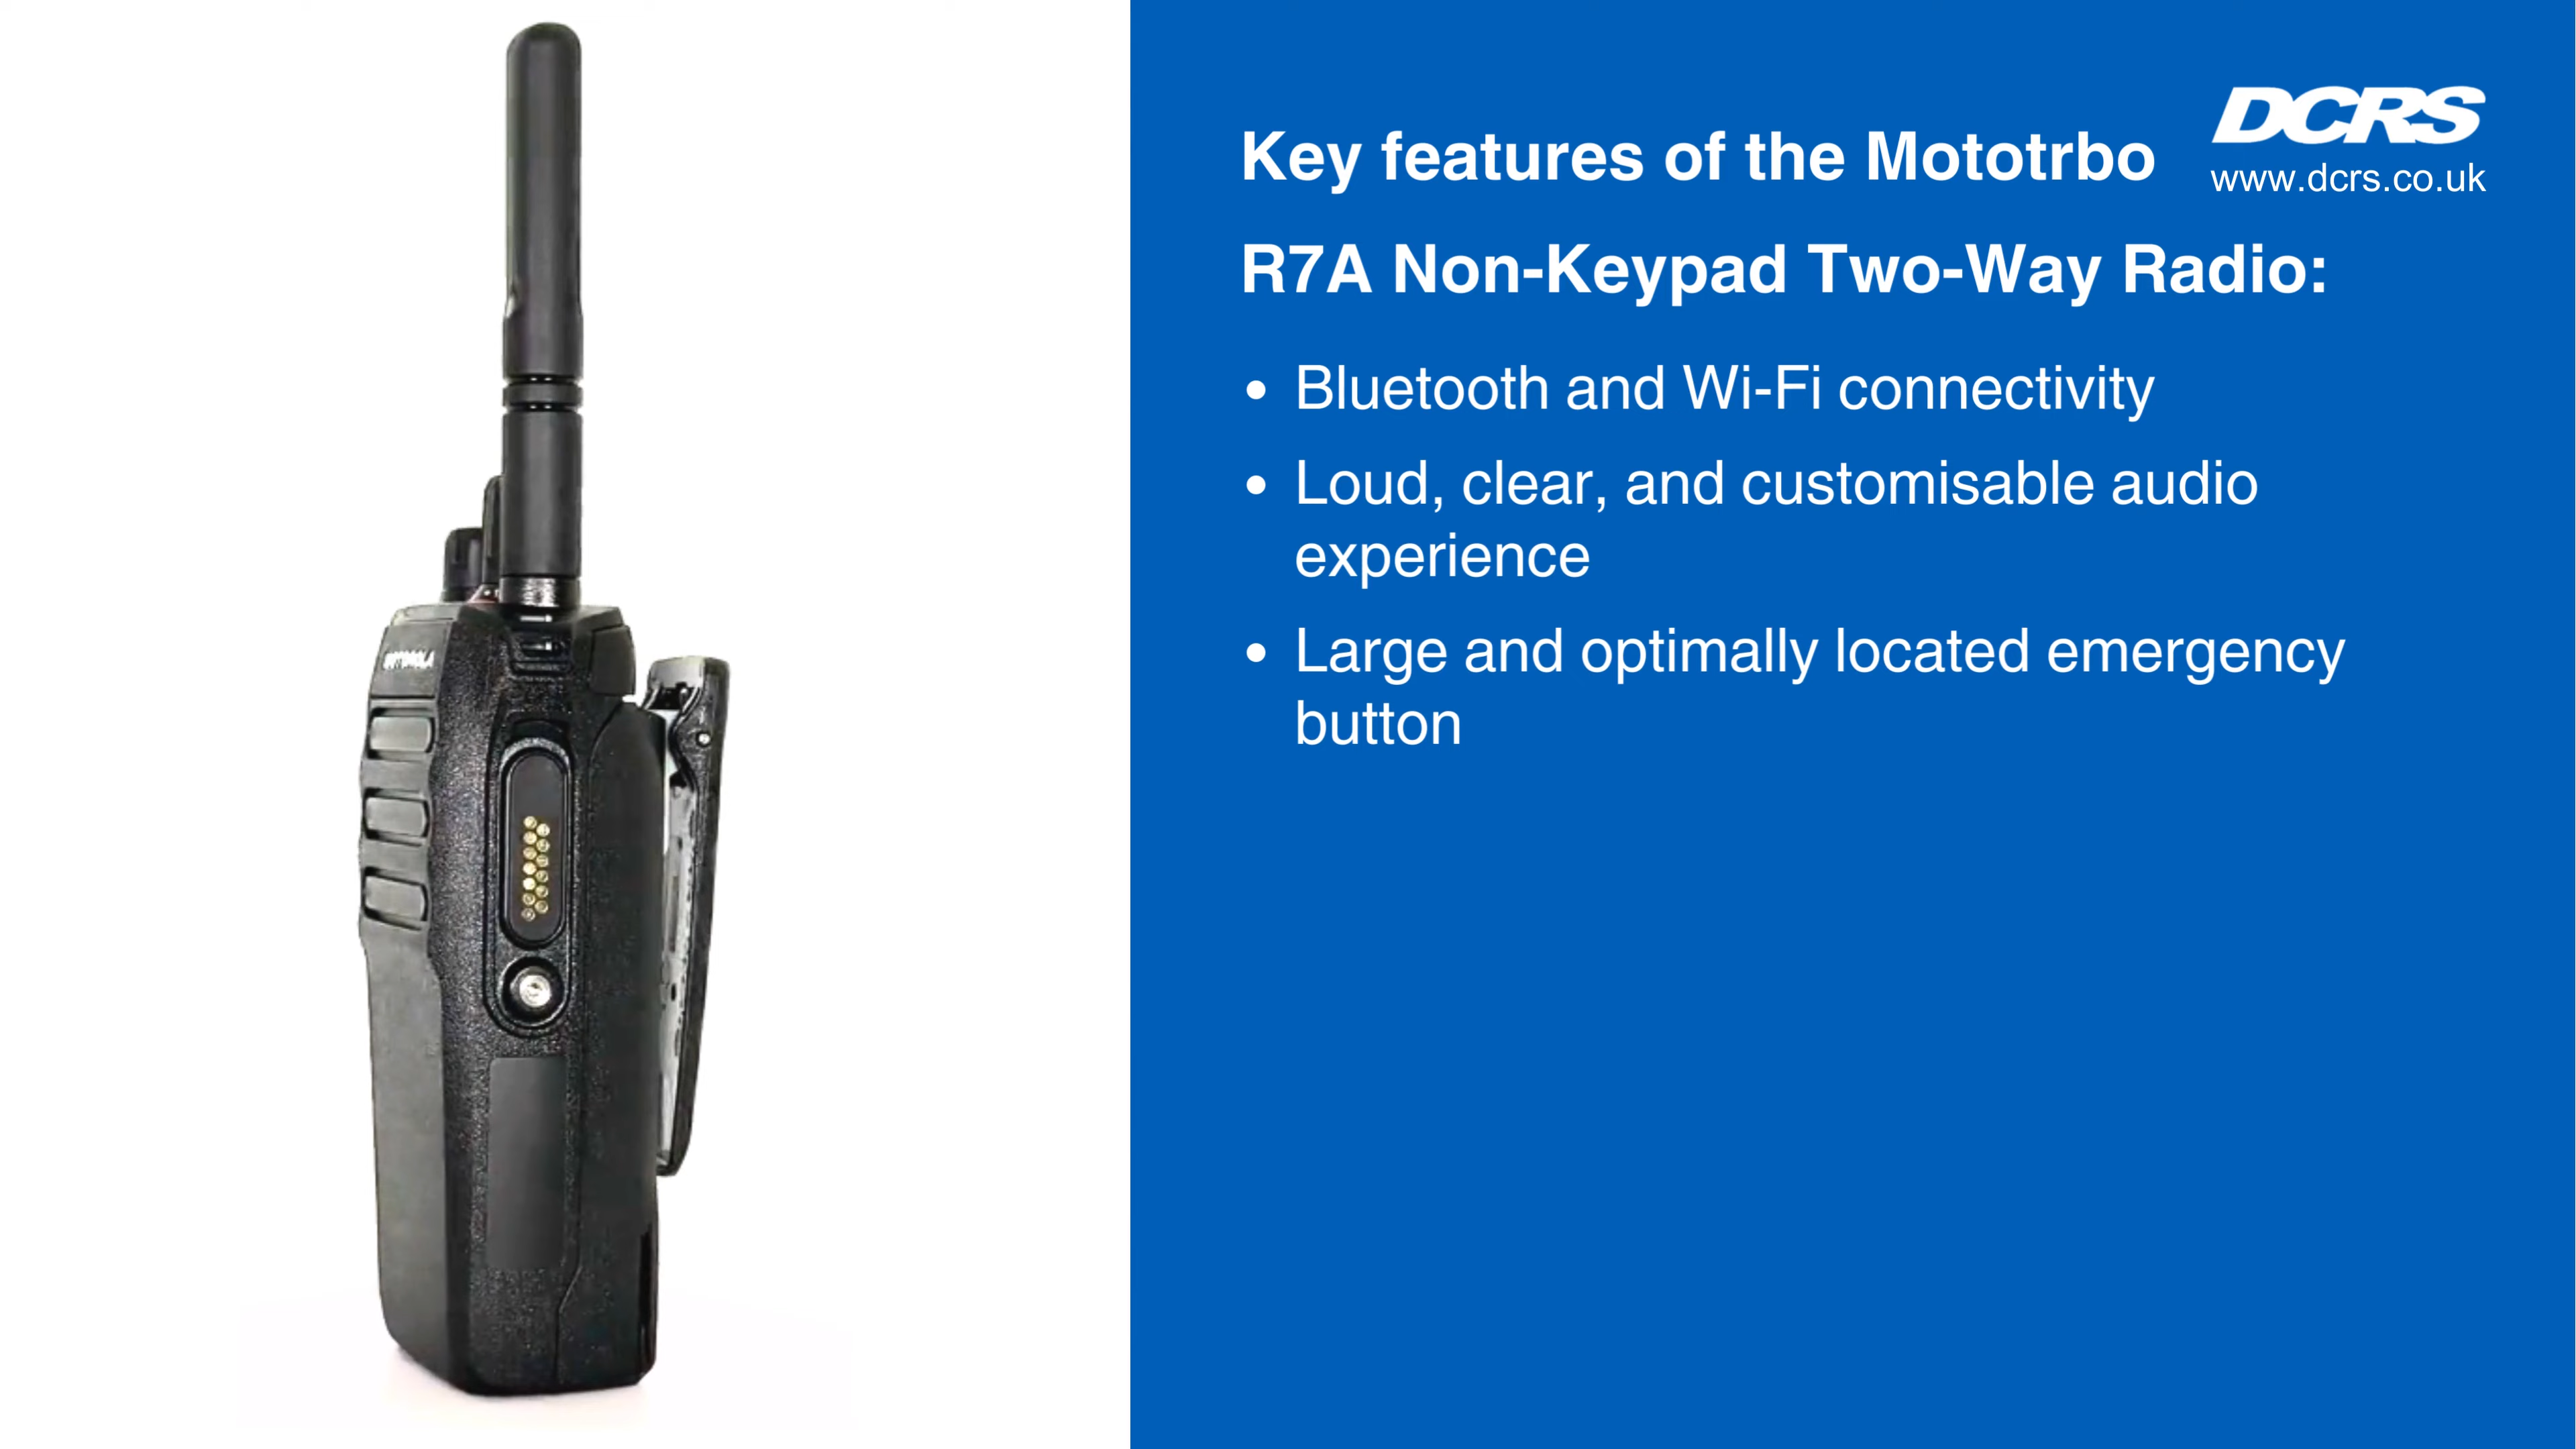 MOTOROLA
DCRS
www.dcrs.co.uk
Key features of the Mototrbo
R7A Non-Keypad Two-Way Radio:
• Bluetooth and Wi-Fi connectivity
• Loud, clear, and customisable audio
experience
• Large and optimally located emergency
button